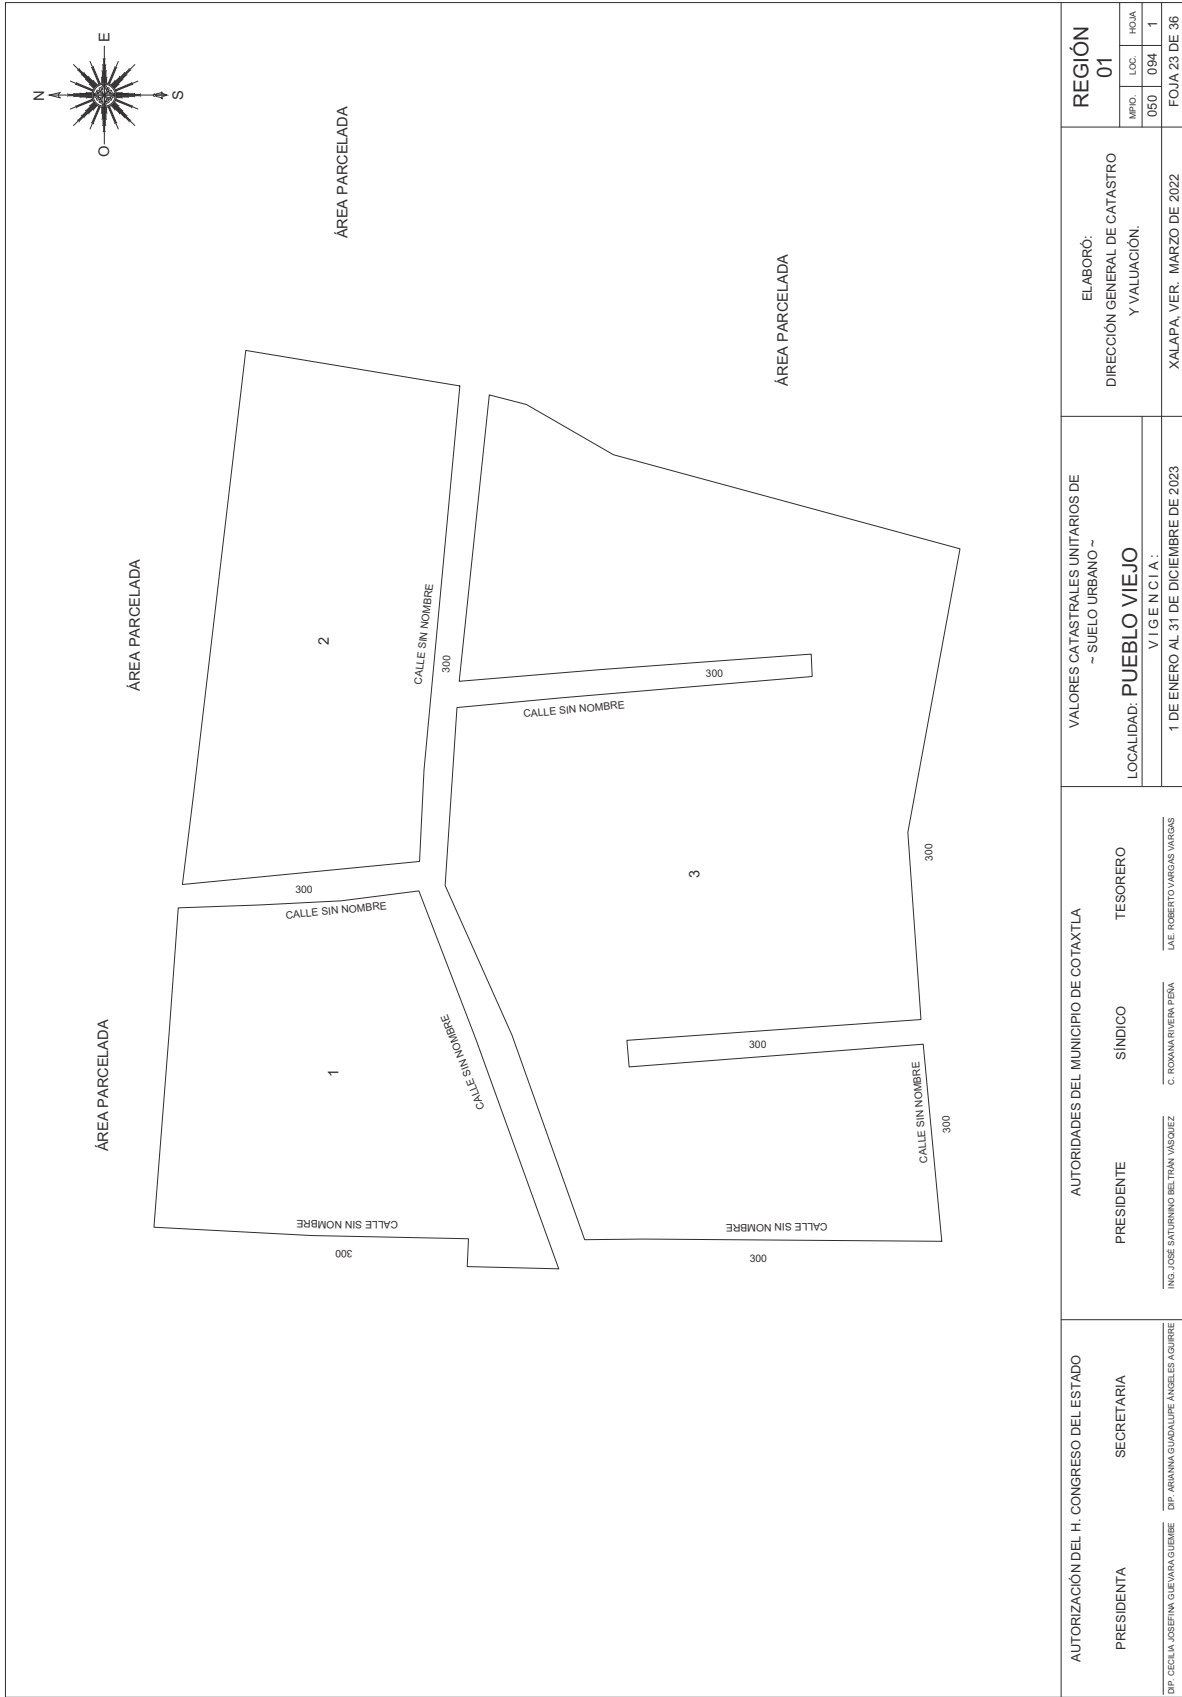 N
E
O
S
ÁREA PARCELADA
ÁREA PARCELADA
ÁREA PARCELADA
ÁREA PARCELADA
1
2
3
CALLE SIN NOMBRE
300
CALLE SIN NOMBRE
300
CALLE SIN NOMBRE
CALLE SIN NOMBRE
300
CALLE SIN NOMBRE
300
CALLE SIN NOMBRE
300
300
CALLE SIN NOMBRE
300
300
AUTORIZACIÓN DEL H. CONGRESO DEL ESTADO
PRESIDENTA
SECRETARIA
DIP. CECILIA JOSEFINA GUEVARA GUEMBE
DIP. ARIANNA GUADALUPE ÁNGELES AGUIRRE
AUTORIDADES DEL MUNICIPIO DE COTAXTLA
PRESIDENTE
SÍNDICO
TESORERO
ING. JOSÉ SATURNINO BELTRÁN VÁSQUEZ
C. ROXANA RIVERA PEÑA
LAE. ROBERTO VARGAS VARGAS
VALORES CATASTRALES UNITARIOS DE
~ SUELO URBANO ~
LOCALIDAD: PUEBLO VIEJO
V I G E N C I A :
1 DE ENERO AL 31 DE DICIEMBRE DE 2023
ELABORÓ:
DIRECCIÓN GENERAL DE CATASTRO
Y VALUACIÓN.
XALAPA, VER. MARZO DE 2022
REGIÓN
01
MPIO. LOC. HOJA
050 094 1
FOJA 23 DE 36